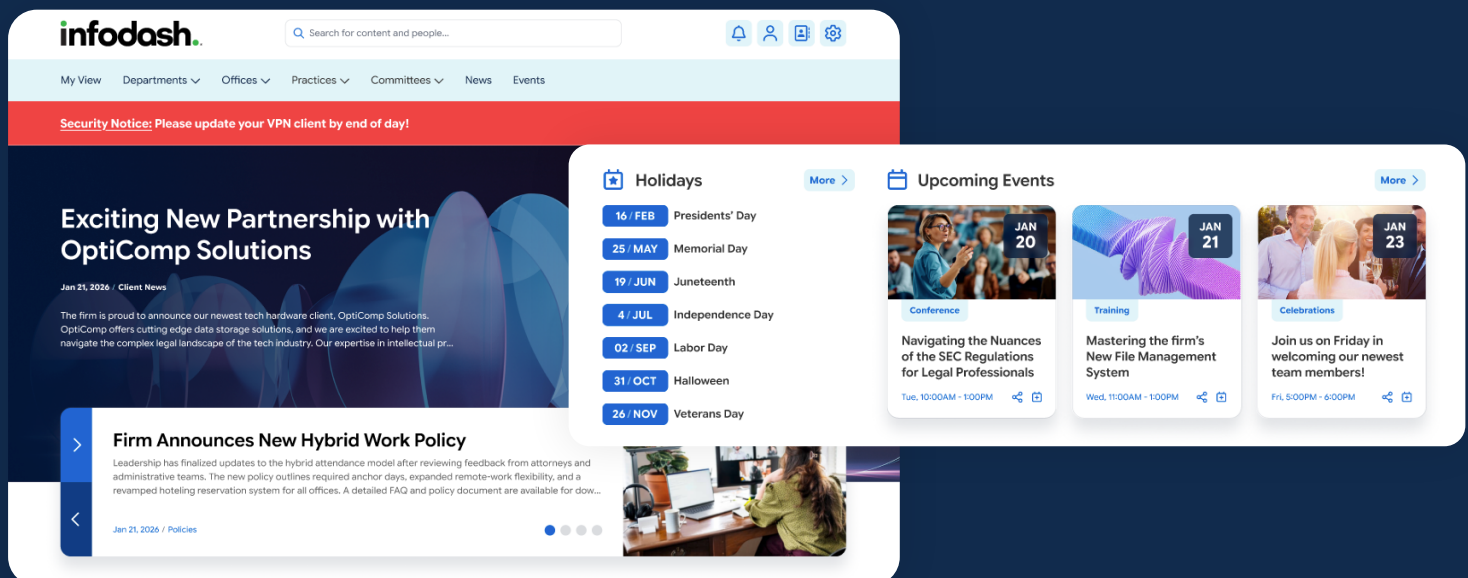 infodash.
Search for content and people...
My View Departments Offices Practices Committees News Events
Security Notice: Please update your VPN client by end of day!
Exciting New Partnership with
OptiComp Solutions
Jan 21, 2026 / Client News
The firm is proud to announce our newest tech hardware client, OptiComp Solutions.
OptiComp offers cutting edge data storage solutions, and we are excited to help them
navigate the complex legal landscape of the tech industry. Our expertise in intellectual pr...
Firm Announces New Hybrid Work Policy
Leadership has finalized updates to the hybrid attendance model after reviewing feedback from attorneys and
administrative teams. The new policy outlines required anchor days, expanded remote-work flexibility, and a
revamped hoteling reservation system for all offices. A detailed FAQ and policy document are available for dow...
Jan 21, 2026 / Policies
Holidays
More
16 / FEB Presidents' Day
25 / MAY Memorial Day
19 / JUN Juneteenth
4 / JUL Independence Day
02 / SEP Labor Day
31 / OCT Halloween
26 / NOV Veterans Day
Upcoming Events
More
JAN
20
Conference
Navigating the Nuances
of the SEC Regulations
for Legal Professionals
Tue, 10:00AM - 1:00PM
JAN
21
Training
Mastering the firm's
New File Management
System
Wed, 11:00AM - 1:00PM
JAN
23
Celebrations
Join us on Friday in
welcoming our newest
team members!
Fri, 5:00PM - 6:00PM